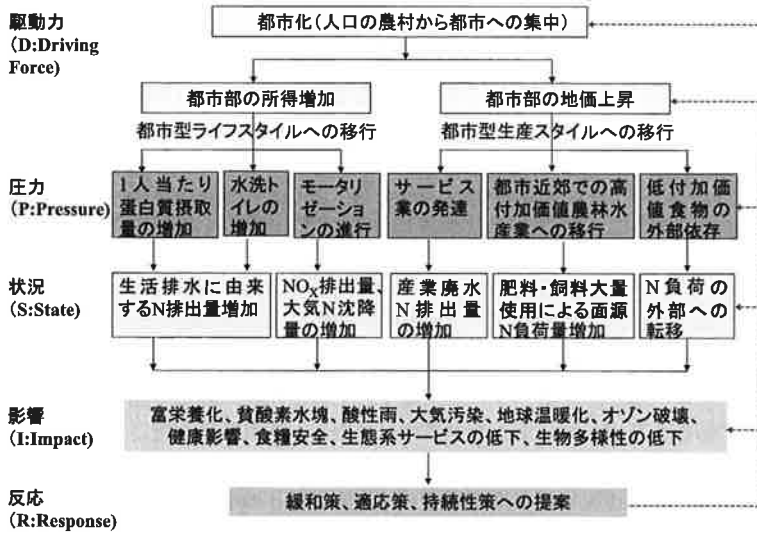 駆動力
(D:Driving
Force)
都市化(人口の農村から都市への集中)
都市部の所得増加
都市部の地価上昇
都市型ライフスタイルへの移行
都市型生産スタイルへの移行
圧力
(P:Pressure)
1人当たり
蛋白質摂取
量の増加
水洗ト
イレの
増加
モータリ
ゼーショ
ンの進行
サービス
業の発達
都市近郊での高
付加価値農林水
産業への移行
低付加価
値食物の
外部依存
状況
(S:State)
生活排水に由来
するN排出量増加
NOX排出量、
大気N沈降
量の増加
産業廃水
N排出量
の増加
肥料・飼料大量
使用による面源
N負荷量増加
N負荷の
外部への
転移
影響
(I:Impact)
富栄養化、貧酸素水塊、酸性雨、大気汚染、地球温暖化、オゾン破壊、
健康影響、食糧安全、生態系サービスの低下、生物多様性の低下
反応
(R:Response)
緩和策、適応策、持続性策への提案